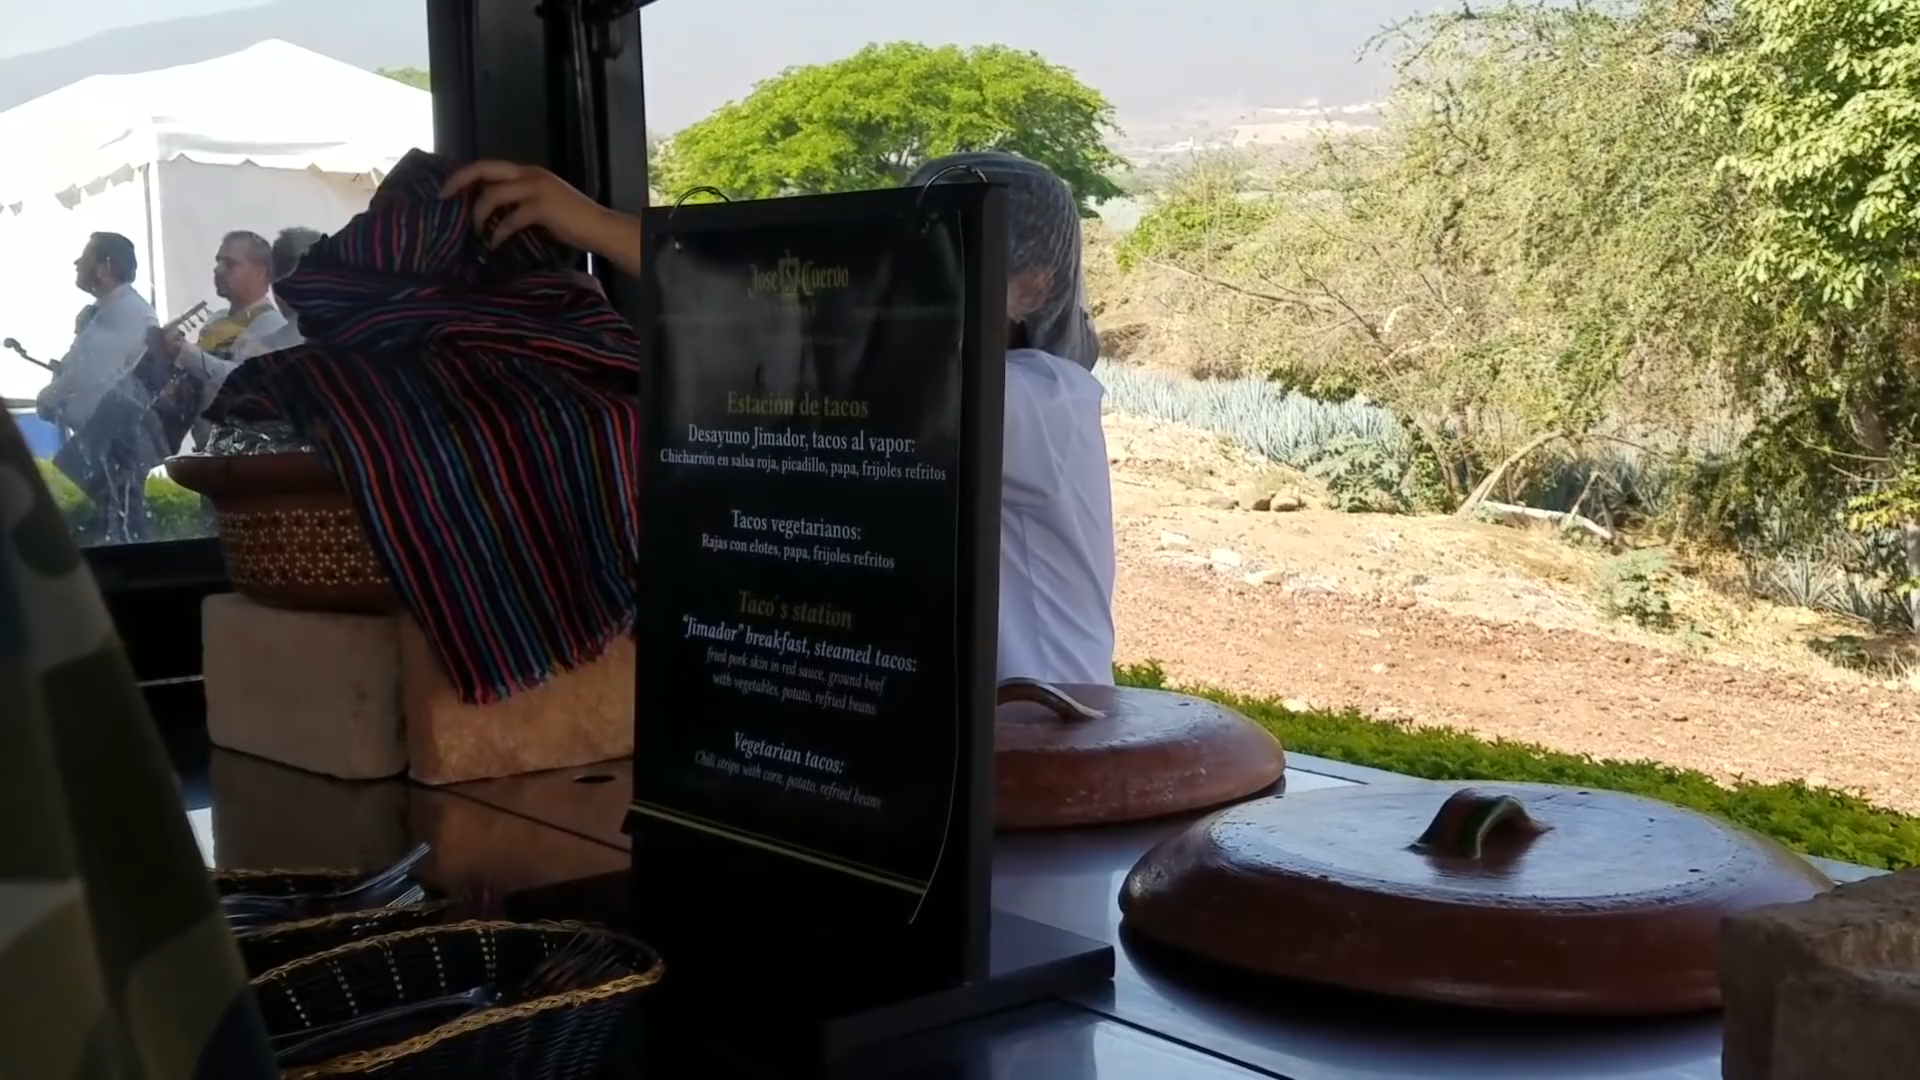 Jose Cuervo
Estación de tacos
Desayuno Jimador, tacos al vapor:
Chicharrón en salsa roja, picadillo, papa, frijoles refritos
Tacos vegetarianos:
Rajas con elotes, papa, frijoles refritos
Taco´s station
"Jimador" breakfast, steamed tacos:
fried pork skin in red sauce, ground beef
with vegetables, potato, refried beans
Vegetarian tacos:
Chili strips with corn, potato, refried beans